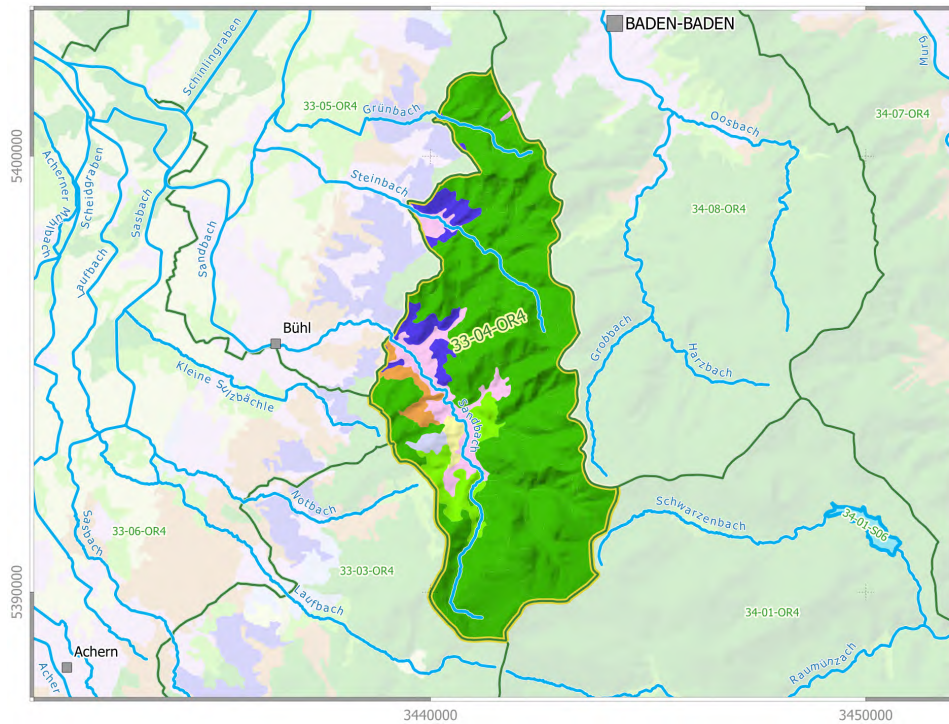 BADEN-BADEN
Murg
Schinlingraben
33-05-OR4
Grünbach
Oosbach
34-07-OR4
5400000
Acherner
Mühlbach
Scheidgraben
Sasbach
Steinbach
34-08-OR4
Laufbach
Sandbach
Bühl
33-04-OR4
Grobbach
Harzbach
Kleine Sulzbächle
Sandbach
Notbach
Schwarzenbach
34-01-S06
Sasbach
33-06-OR4
33-03-OR4
5390000
Laufbach
34-01-OR4
Achern
Acher
Raumünzach
3440000
3450000